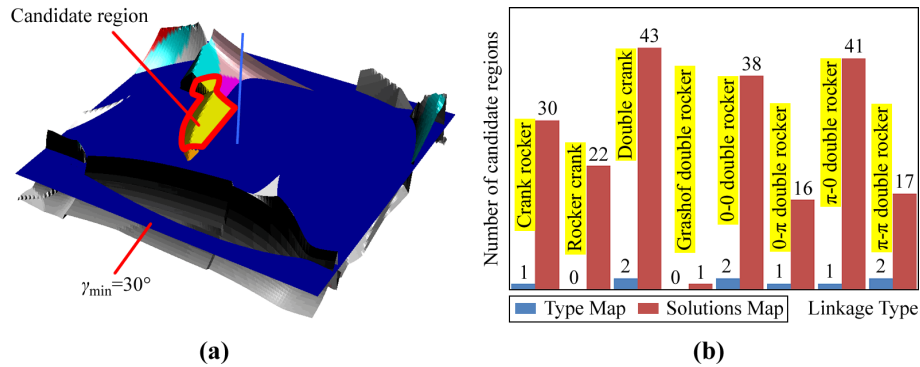 Candidate region
γmin=30°
(a)
Number of candidate regions
Crank rocker
Rocker crank
Double crank
Grashof double rocker
0-0 double rocker
0-π double rocker
π-0 double rocker
π-π double rocker
1 30
0 22
2 43
0 1
2 38
1 16
1 41
2 17
Type Map Solutions Map Linkage Type
(b)